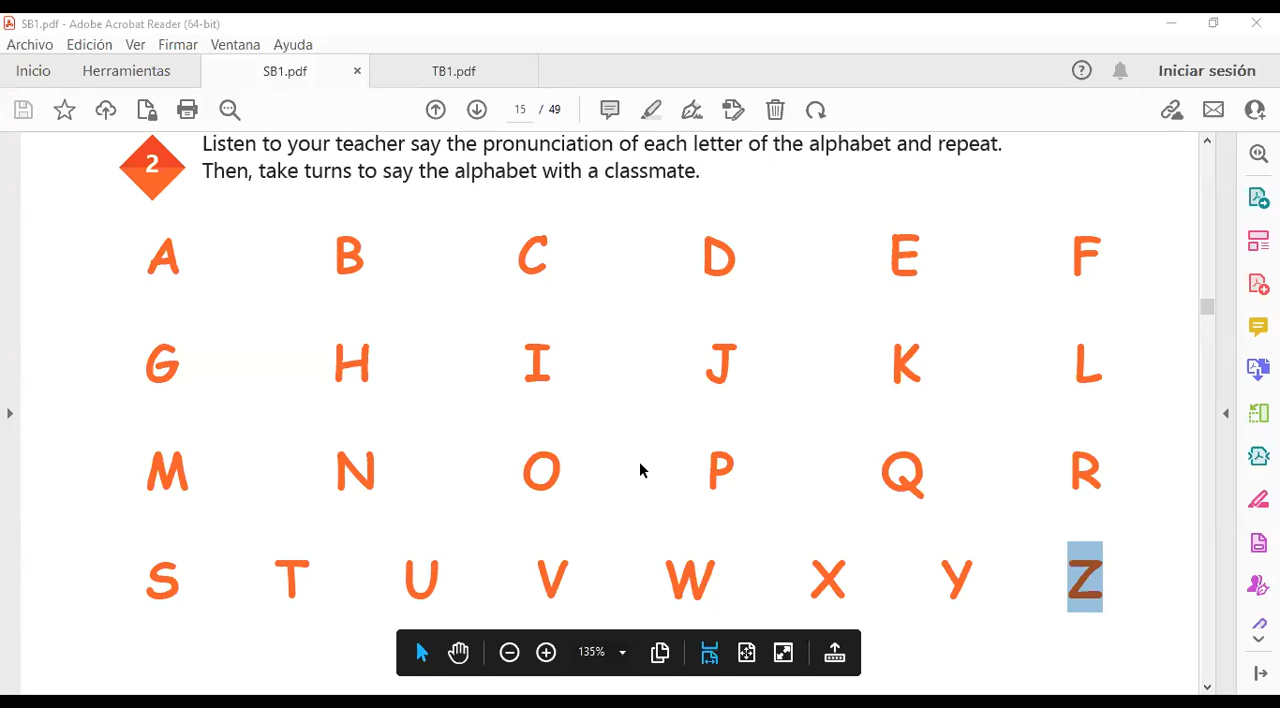 SB1.pdf - Adobe Acrobat Reader (64-bit)
Archivo Edición Ver Firmar Ventana Ayuda
Inicio Herramientas SB1.pdf × TB1.pdf Iniciar sesión
15 / 49
2
Listen to your teacher say the pronunciation of each letter of the alphabet and repeat.
Then, take turns to say the alphabet with a classmate.
A B C D E F
G H I J K L
M N O P Q R
S T U V W X Y Z
135%